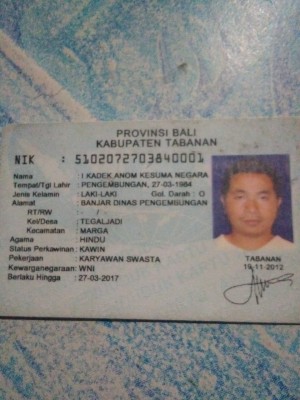 PROVINSI BALI
KABUPATEN TABANAN
NIK : 5102072703840001
Nama : I KADEK ANOM KESUMA NEGARA
Tempat/Tgl Lahir : PENGEMBUNGAN, 27-03-1984
Jenis Kelamin : LAKI-LAKI Gol. Darah : O
Alamat : BANJAR DINAS PENGEMBUNGAN
RT/RW : /
Kel/Desa : TEGALJADI
Kecamatan : MARGA
Agama : HINDU
Status Perkawinan : KAWIN
Pekerjaan : KARYAWAN SWASTA
Kewarganegaraan : WNI
Berlaku Hingga : 27-03-2017
TABANAN
19-11-2012